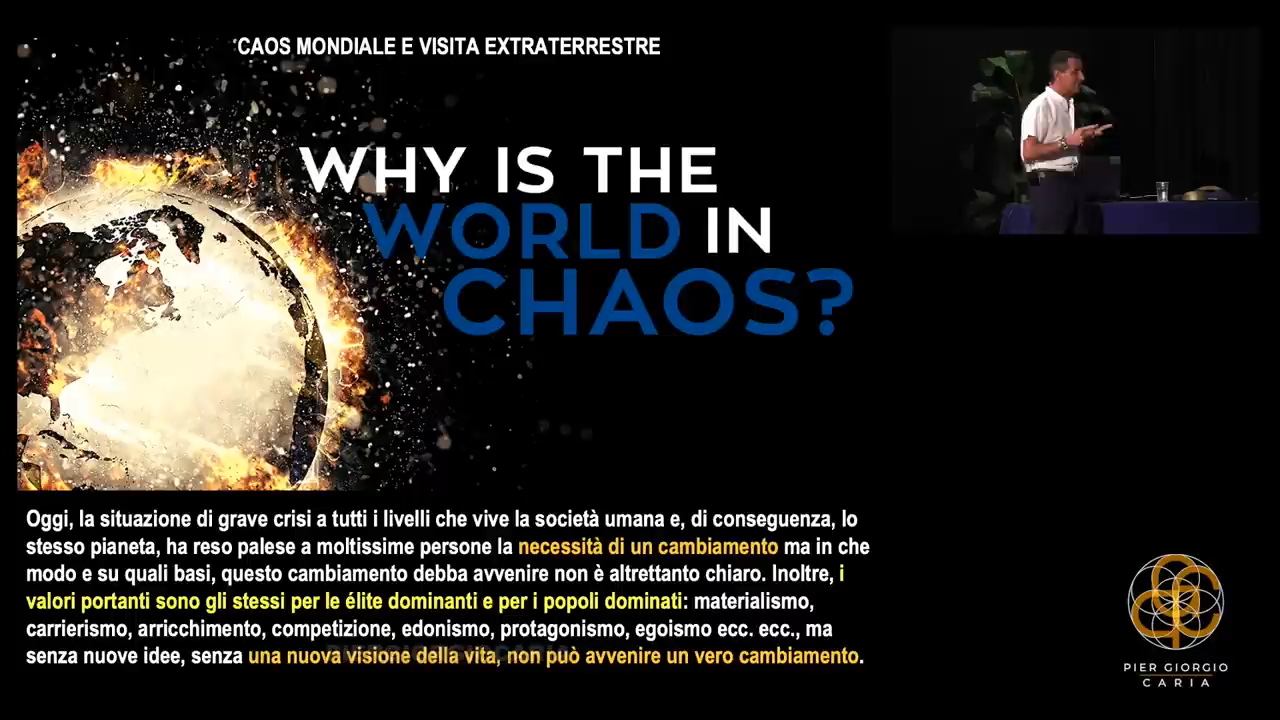 CAOS MONDIALE E VISITA EXTRATERRESTRE
WHY IS THE
WORLD IN
CHAOS?
Oggi, la situazione di grave crisi a tutti i livelli che vive la società umana e, di conseguenza, lo
stesso pianeta, ha reso palese a moltissime persone la necessità di un cambiamento ma in che
modo e su quali basi, questo cambiamento debba avvenire non è altrettanto chiaro. Inoltre, i
valori portanti sono gli stessi per le élite dominanti e per i popoli dominati: materialismo,
carrierismo, arricchimento, competizione, edonismo, protagonismo, egoismo ecc. ecc., ma
senza nuove idee, senza una nuova visione della vita, non può avvenire un vero cambiamento.
PIER GIORGIO
CARIA